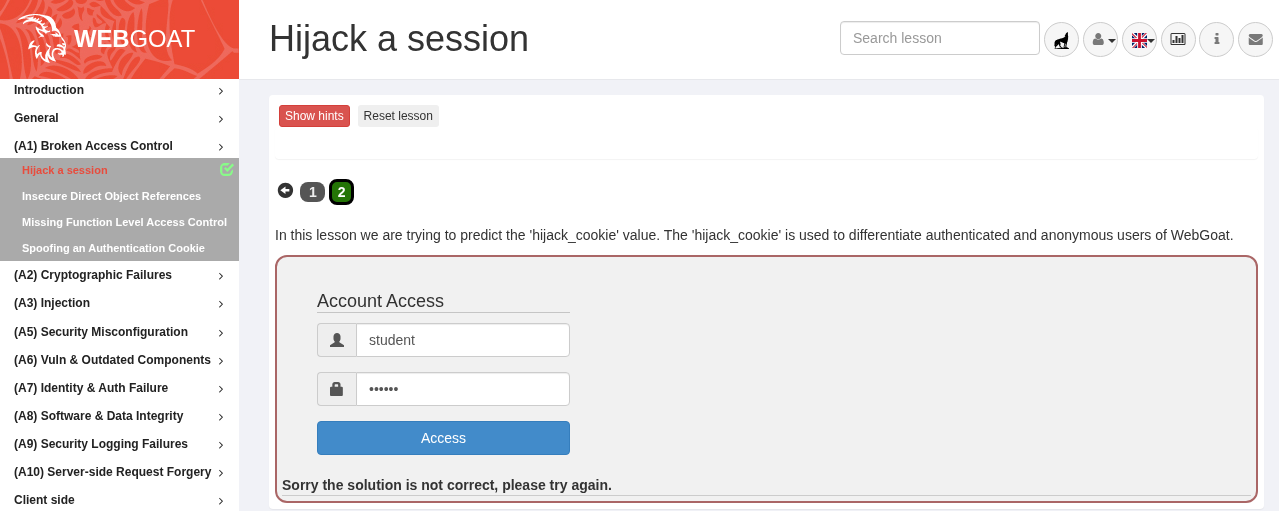 WEBGOAT
Hijack a session
Search lesson
Introduction
General
(A1) Broken Access Control
Hijack a session
Insecure Direct Object References
Missing Function Level Access Control
Spoofing an Authentication Cookie
(A2) Cryptographic Failures
(A3) Injection
(A5) Security Misconfiguration
(A6) Vuln & Outdated Components
(A7) Identity & Auth Failure
(A8) Software & Data Integrity
(A9) Security Logging Failures
(A10) Server-side Request Forgery
Client side
Show hints Reset lesson
1 2
In this lesson we are trying to predict the 'hijack_cookie' value. The 'hijack_cookie' is used to differentiate authenticated and anonymous users of WebGoat.
Account Access
student
••••••
Access
Sorry the solution is not correct, please try again.